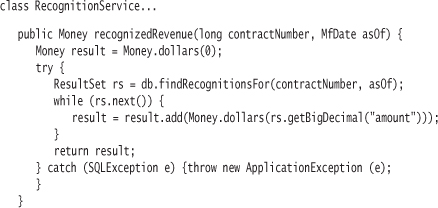 class RecognitionService...
public Money recognizedRevenue(long contractNumber, MfDate asOf) {
Money result = Money.dollars(0);
try {
ResultSet rs = db.findRecognitionsFor(contractNumber, asOf);
while (rs.next()) {
result = result.add(Money.dollars(rs.getBigDecimal("amount")));
}
return result;
} catch (SQLException e) {throw new ApplicationException (e);
}
}